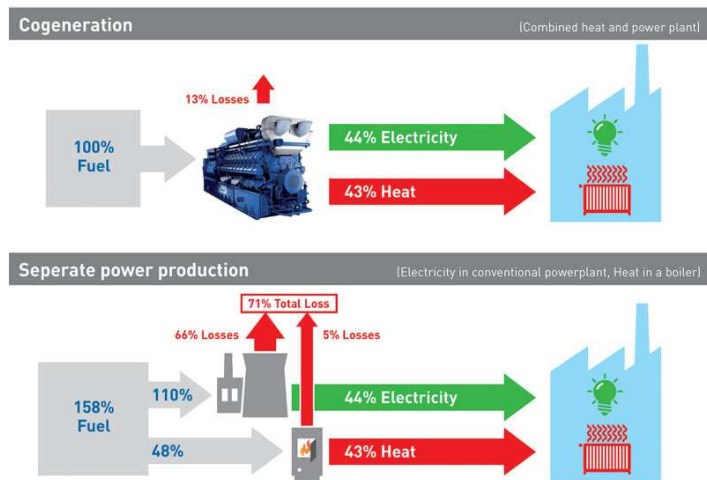 Cogeneration
(Combined heat and power plant)
13% Losses
100%
Fuel
44% Electricity
43% Heat
Seperate power production
(Electricity in conventional powerplant, Heat in a boiler)
71% Total Loss
66% Losses
5% Losses
158%
Fuel
110%
44% Electricity
48%
43% Heat